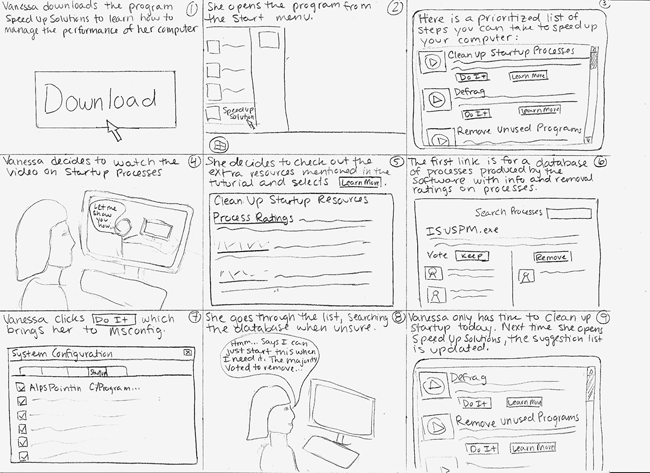 Vanessa downloads the program
Speed Up Solutions to learn how to
manage the performance of her computer
1
Download
She opens the program from
the Start menu.
2
Speed Up
Solution
3
Here is a prioritized list of
steps you can take to speed up
your computer:
Clean Up Startup Processes
Do It Learn More
Defrag
Do It Learn More
Remove Unused Programs
Vanessa decides to watch the
video on Startup Processes
4
Let me
show
you
how...
She decides to check out the
extra resources mentioned in the
tutorial and selects Learn More.
5
Clean Up Startup Resources
Process Ratings
The first link is for a database
of processes produced by the
software with info and removal
ratings on processes.
6
Search Processes
ISUSPM.exe
Vote Keep Remove
Vanessa clicks Do It which
brings her to msconfig.
7
System Configuration
Startup
AlpsPointin C:/Program...
She goes through the list, searching
the database when unsure.
8
Hmm... Says I can
just start this when
I need it. The majority
voted to remove...
Vanessa only has time to clean up
startup today. Next time she opens
Speed Up Solutions, the suggestion list
is updated.
9
Defrag
Do It Learn More
Remove Unused Programs
Do It Learn More